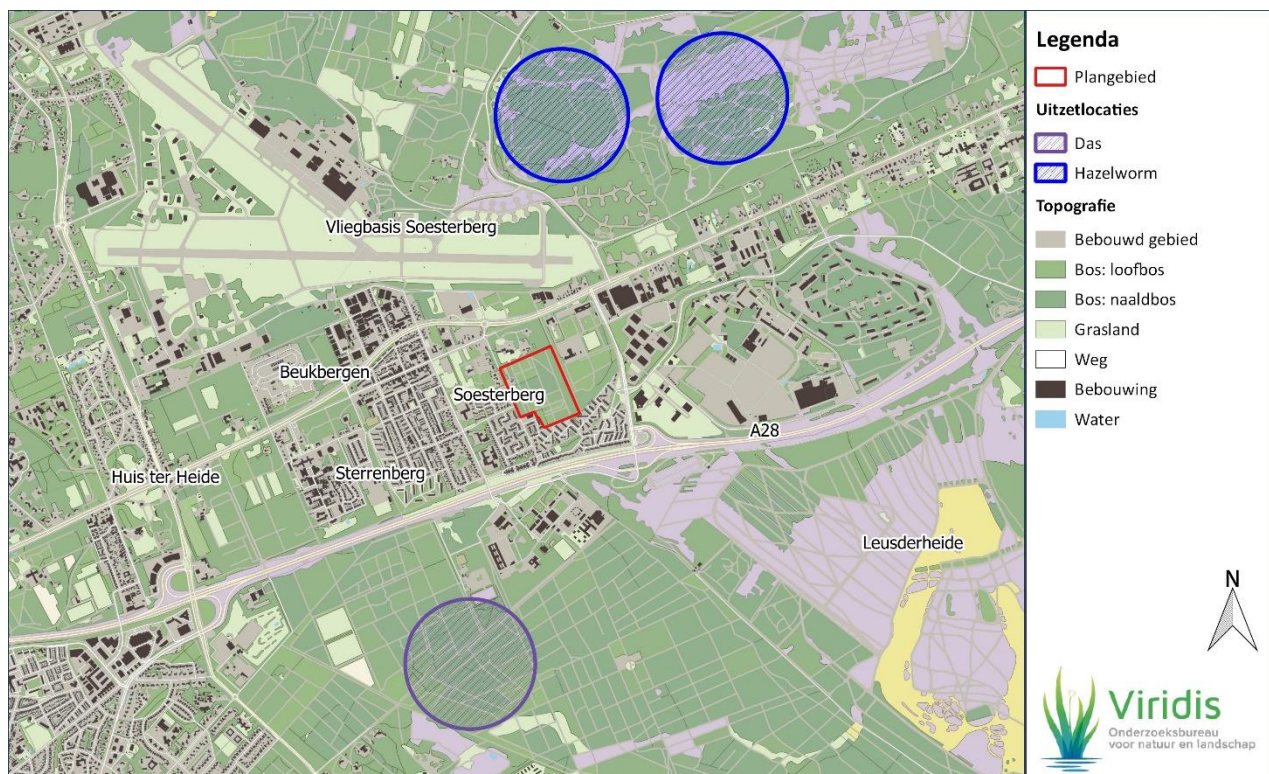 Vliegbasis Soesterberg
Beukbergen
Soesterberg
A28
Huis ter Heide
Sterrenberg
Leusderheide
Legenda
Plangebied
Uitzetlocaties
Das
Hazelworm
Topografie
Bebouwd gebied
Bos: loofbos
Bos: naaldbos
Grasland
Weg
Bebouwing
Water
N
Viridis
Onderzoeksbureau
voor natuur en landschap